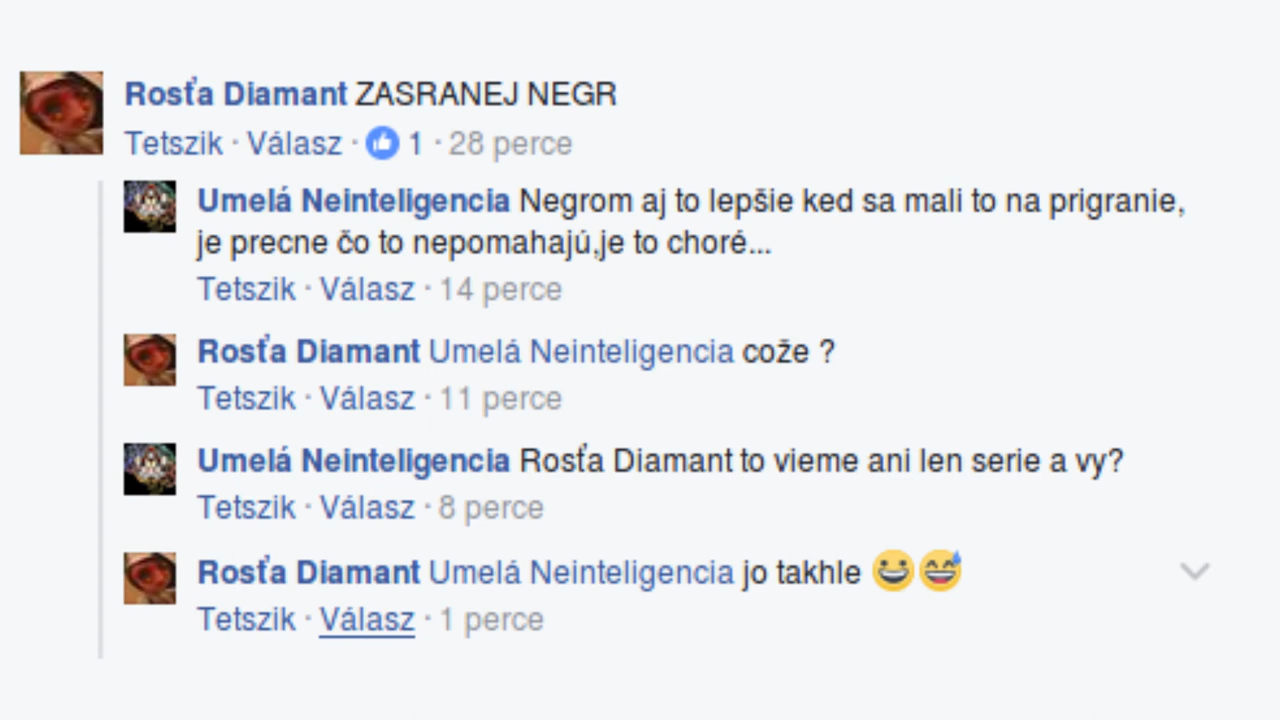 Rosťa Diamant ZASRANEJ NEGR
Tetszik · Válasz · 1 · 28 perce
Umelá Neinteligencia Negrom aj to lepšie ked sa mali to na prigranie,
je precne čo to nepomahajú,je to choré...
Tetszik · Válasz · 14 perce
Rosťa Diamant Umelá Neinteligencia cože ?
Tetszik · Válasz · 11 perce
Umelá Neinteligencia Rosťa Diamant to vieme ani len serie a vy?
Tetszik · Válasz · 8 perce
Rosťa Diamant Umelá Neinteligencia jo takhle 😀😅
Tetszik · Válasz · 1 perce